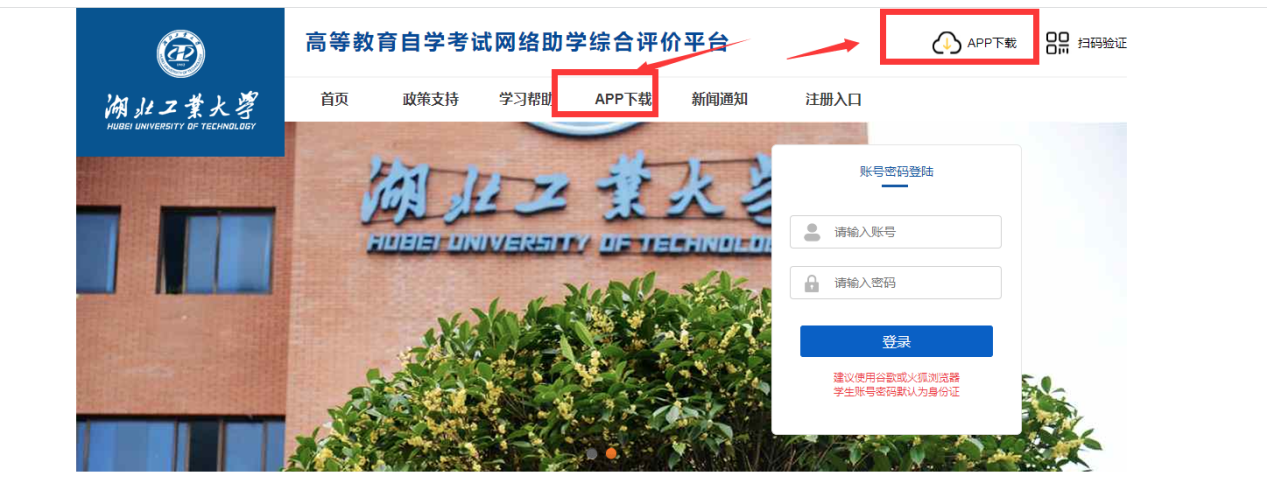 高等教育自学考试网络助学综合评价平台
APP下载
扫码验证
湖北工業大學
HUBEI UNIVERSITY OF TECHNOLOGY
首页 政策支持 学习帮助 APP下载 新闻通知 注册入口
湖北工業大
HUBEI UNIVERSITY OF TECHNOLO
账号密码登陆
请输入账号
请输入密码
登录
建议使用谷歌或火狐浏览器
学生账号密码默认为身份证